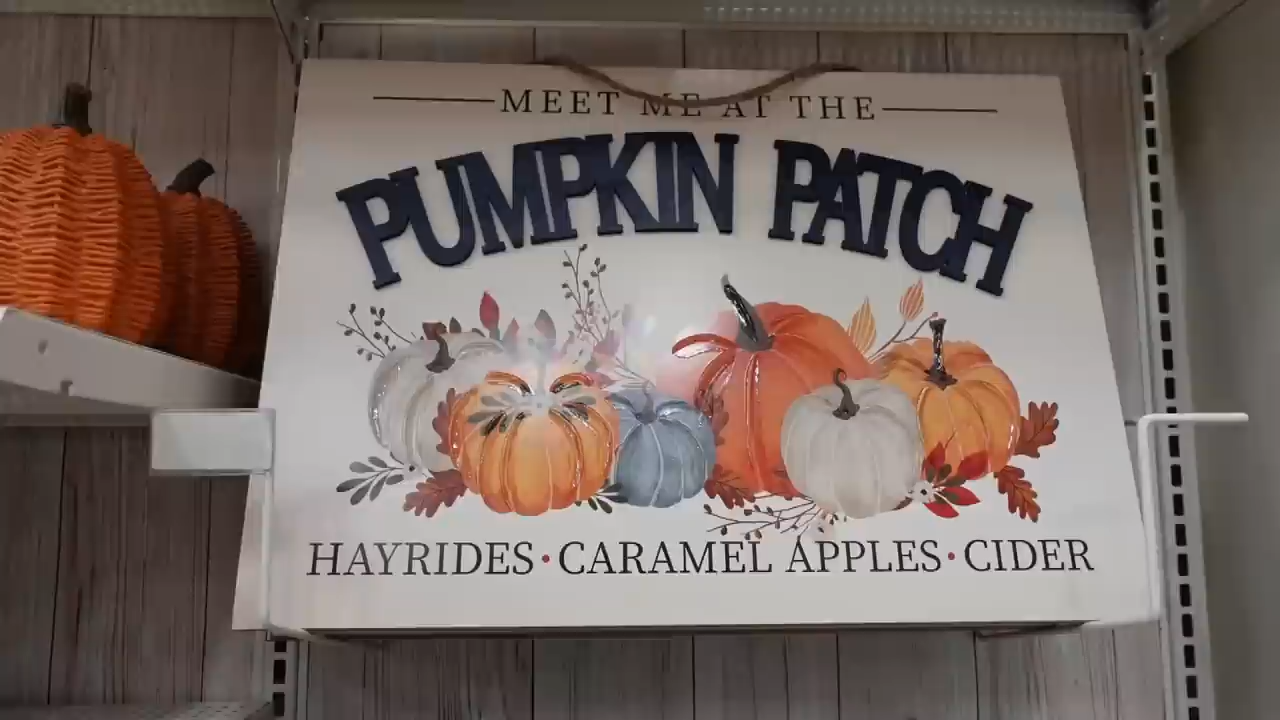 MEET ME AT THE
PUMPKIN PATCH
HAYRIDES•CARAMEL APPLES•CIDER